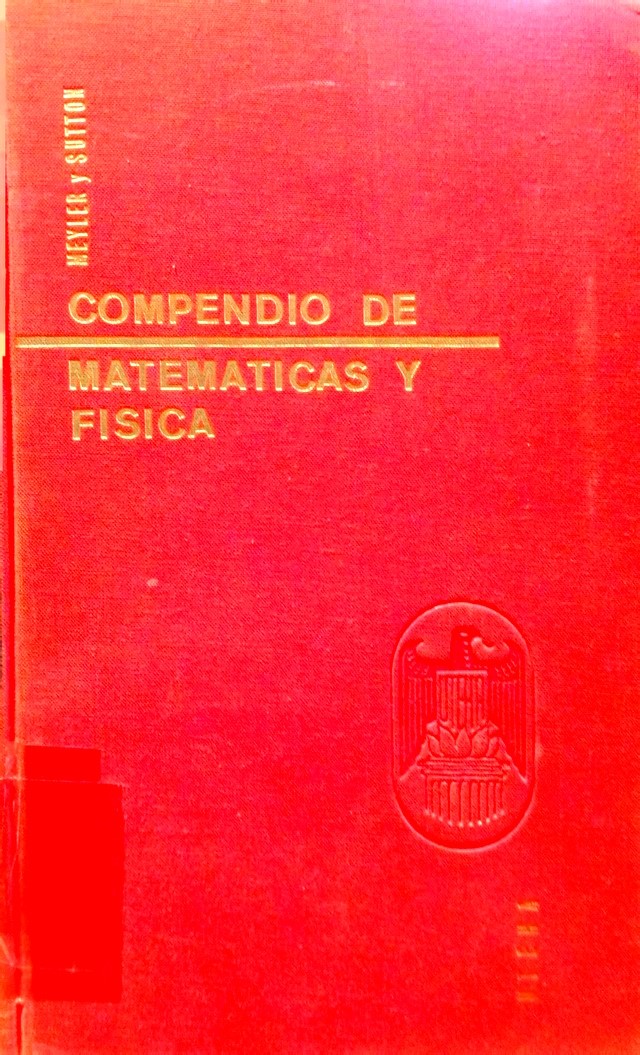 MEYLER y SUTTON
COMPENDIO DE
MATEMATICAS Y
FISICA